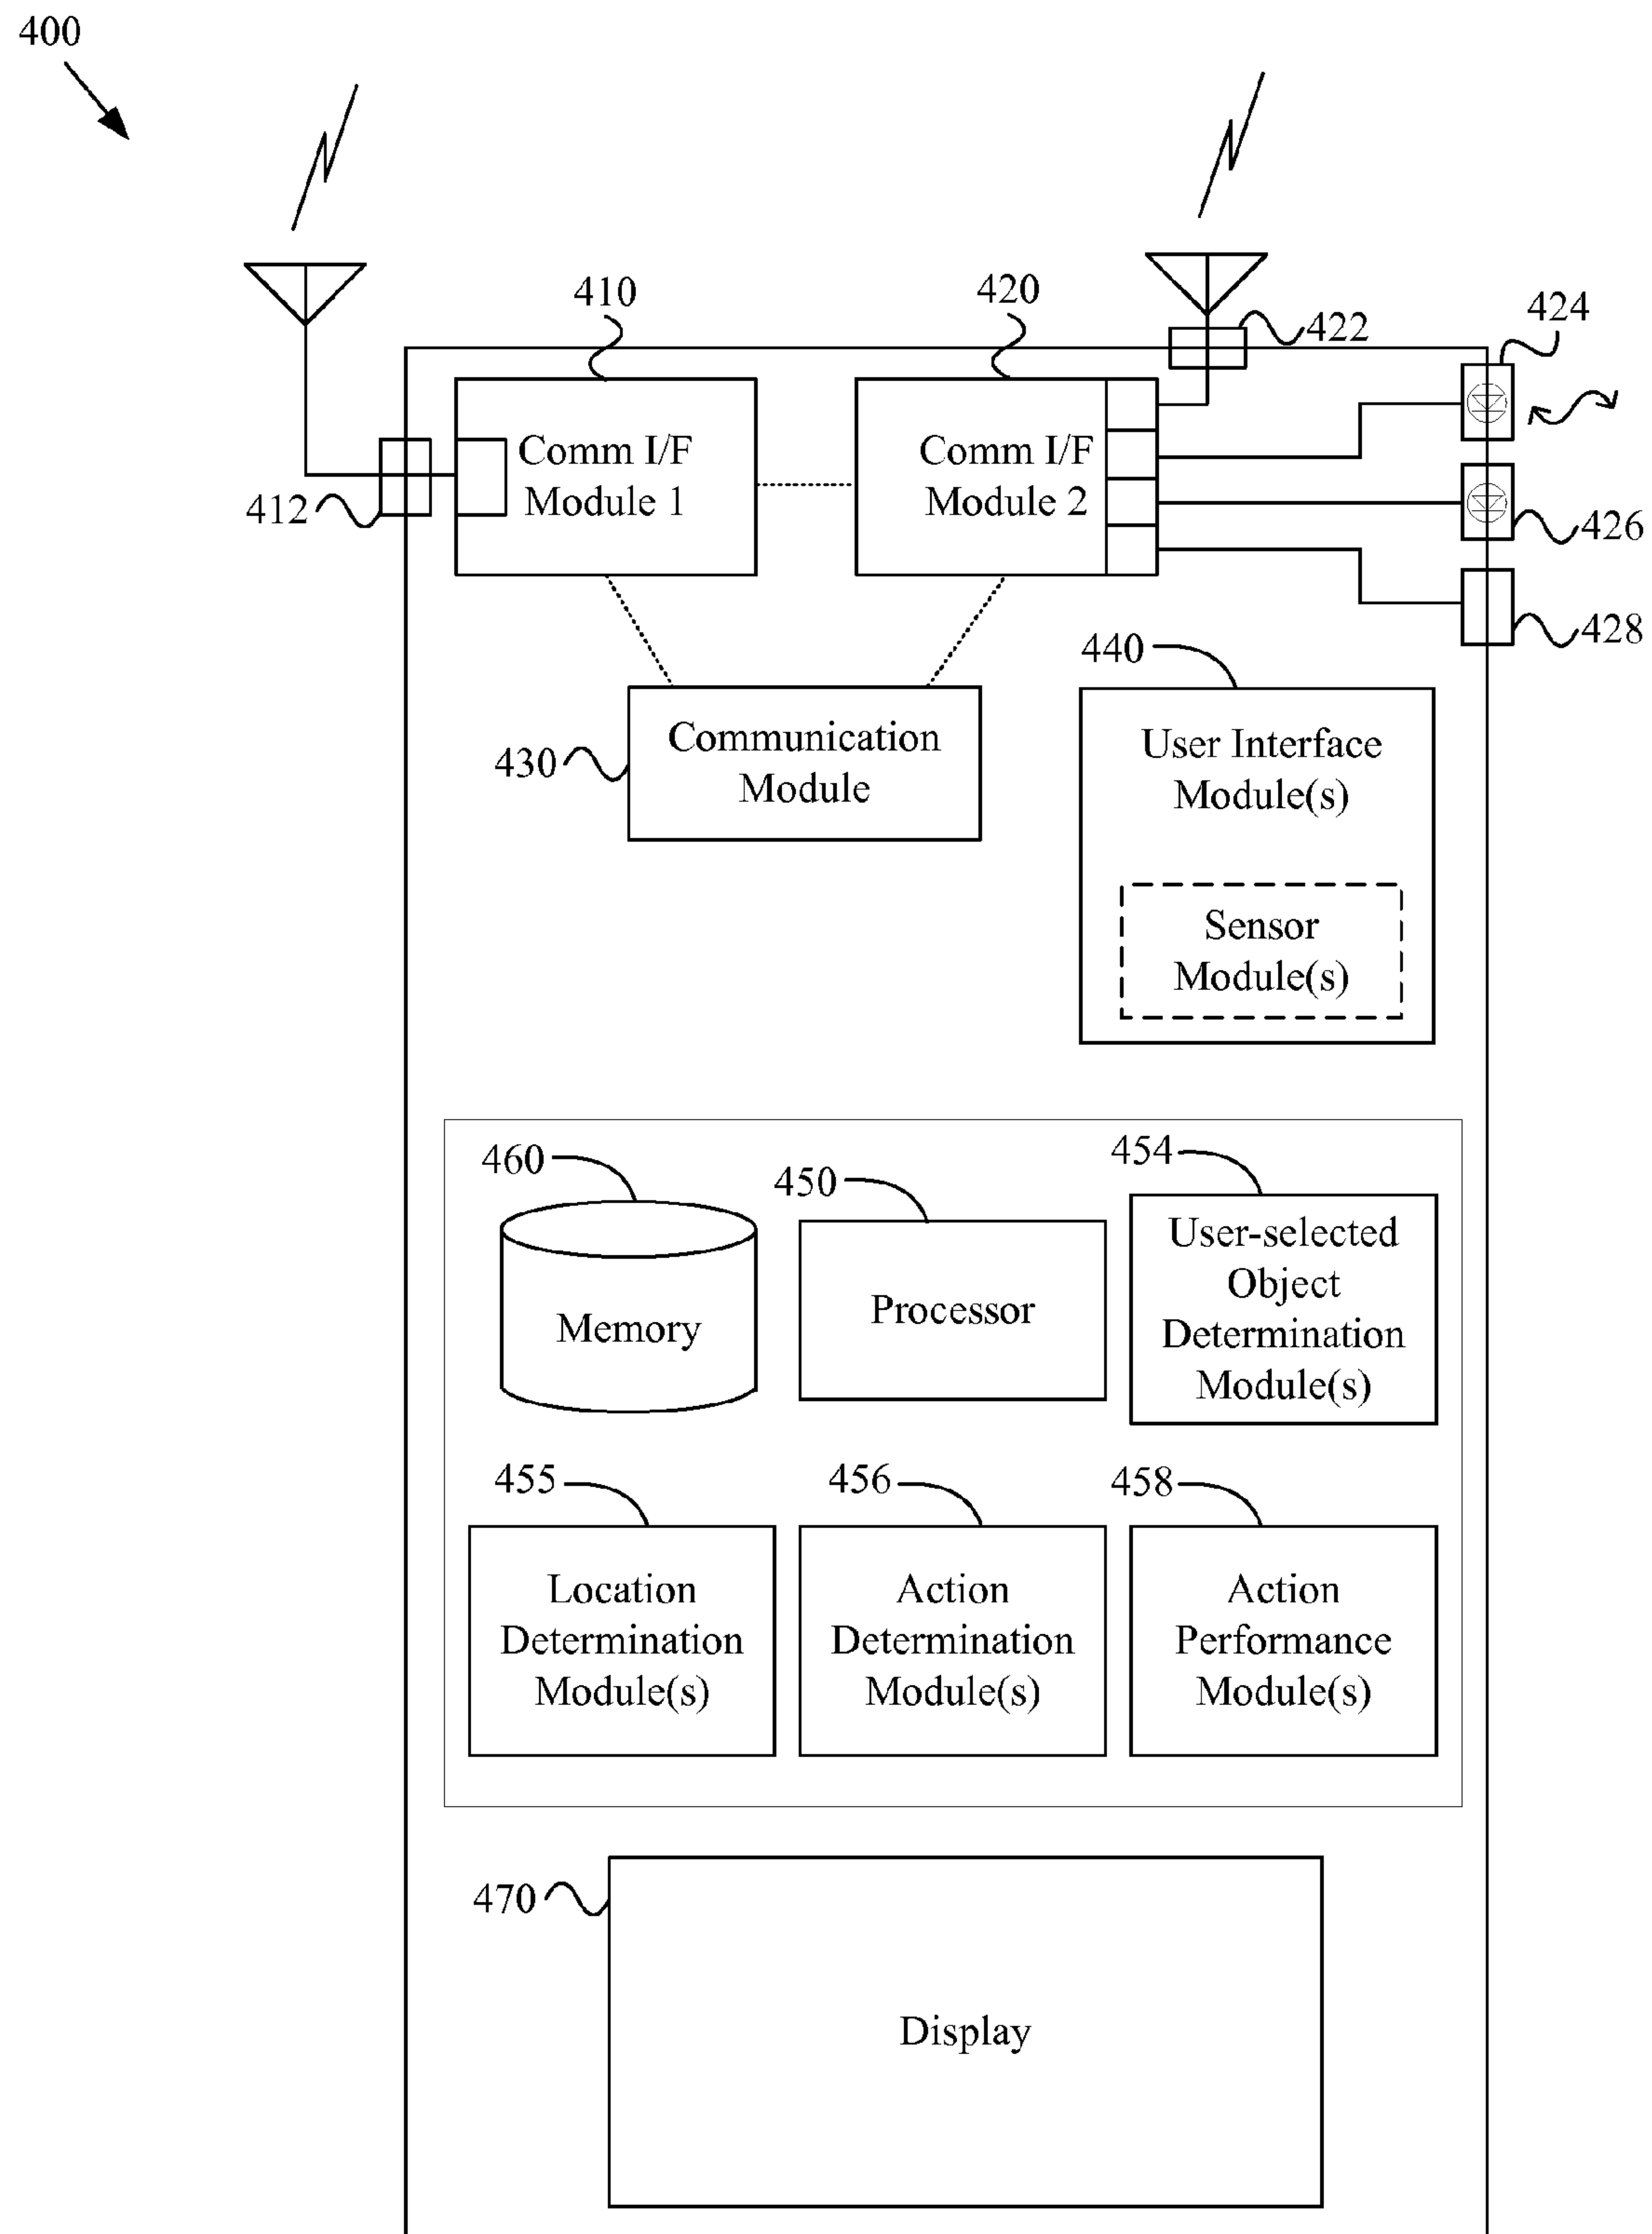 400
410
420
422
424
Comm I/F
Module 1
Comm I/F
Module 2
412
426
428
440
430
Communication
Module
User Interface
Module(s)
Sensor
Module(s)
460
450
454
Memory
Processor
User-selected
Object
Determination
Module(s)
455
456
458
Location
Determination
Module(s)
Action
Determination
Module(s)
Action
Performance
Module(s)
470
Display